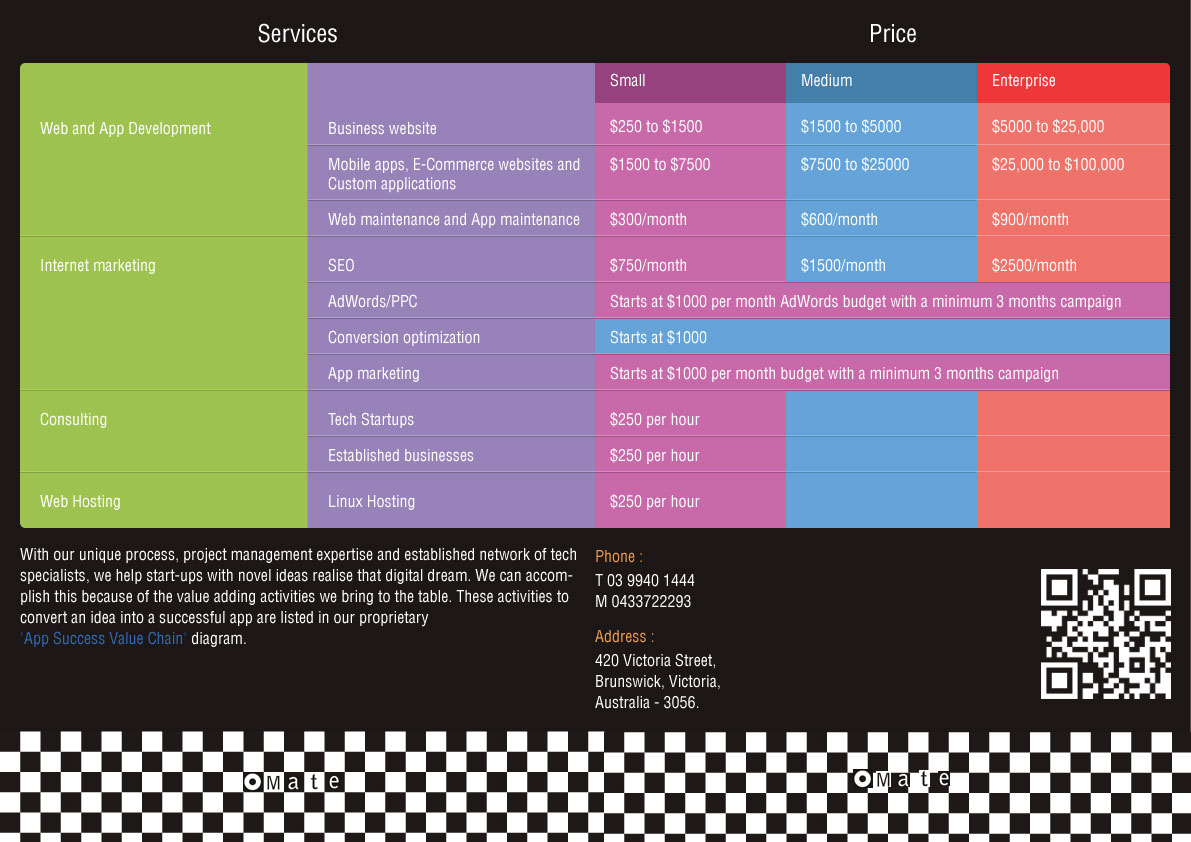 Services
Price
Small
Medium
Enterprise
Web and App Development
Business website
$250 to $1500
$1500 to $5000
$5000 to $25,000
Mobile apps, E-Commerce websites and
Custom applications
$1500 to $7500
$7500 to $25000
$25,000 to $100,000
Web maintenance and App maintenance
$300/month
$600/month
$900/month
Internet marketing
SEO
$750/month
$1500/month
$2500/month
AdWords/PPC
Starts at $1000 per month AdWords budget with a minimum 3 months campaign
Conversion optimization
Starts at $1000
App marketing
Starts at $1000 per month budget with a minimum 3 months campaign
Consulting
Tech Startups
$250 per hour
Established businesses
$250 per hour
Web Hosting
Linux Hosting
$250 per hour
With our unique process, project management expertise and established network of tech
specialists, we help start-ups with novel ideas realise that digital dream. We can accom-
plish this because of the value adding activities we bring to the table. These activities to
convert an idea into a successful app are listed in our proprietary
'App Success Value Chain' diagram.
Phone :
T 03 9940 1444
M 0433722293
Address :
420 Victoria Street,
Brunswick, Victoria,
Australia - 3056.
OMate
OMate